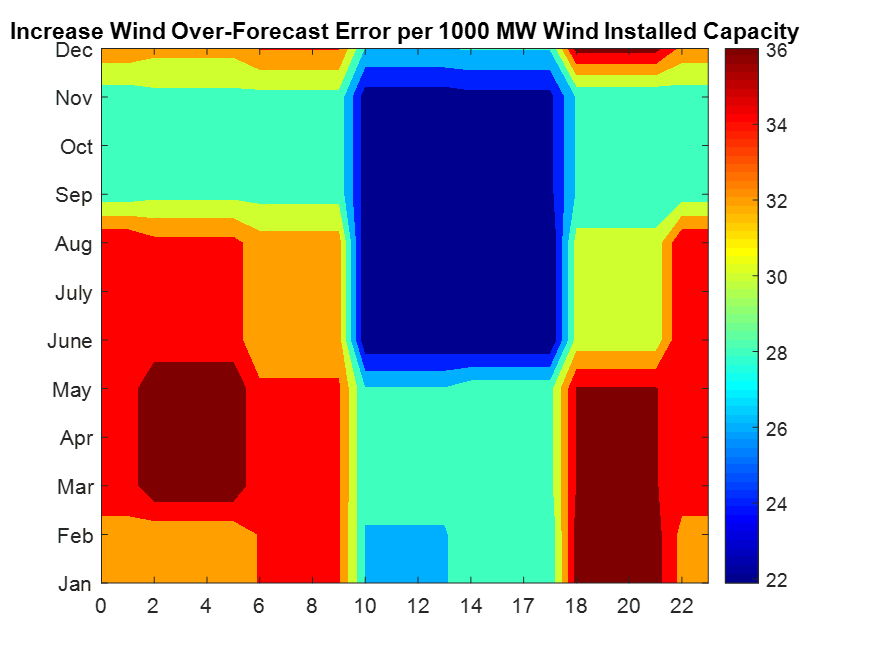 Increase Wind Over-Forecast Error per 1000 MW Wind Installed Capacity
Dec
Nov
Oct
Sep
Aug
July
June
May
Apr
Mar
Feb
Jan
0 2 4 6 8 10 12 14 17 18 20 22
36
34
32
30
28
26
24
22